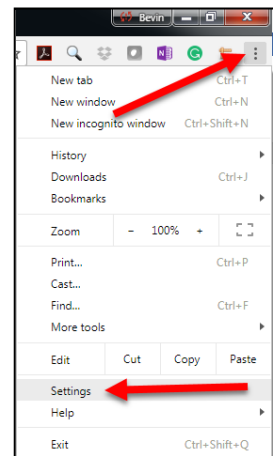 Bevin
New tab Ctrl+T
New window Ctrl+N
New incognito window Ctrl+Shift+N
History
Downloads Ctrl+J
Bookmarks
Zoom - 100% +
Print... Ctrl+P
Cast...
Find... Ctrl+F
More tools
Edit Cut Copy Paste
Settings
Help
Exit Ctrl+Shift+Q